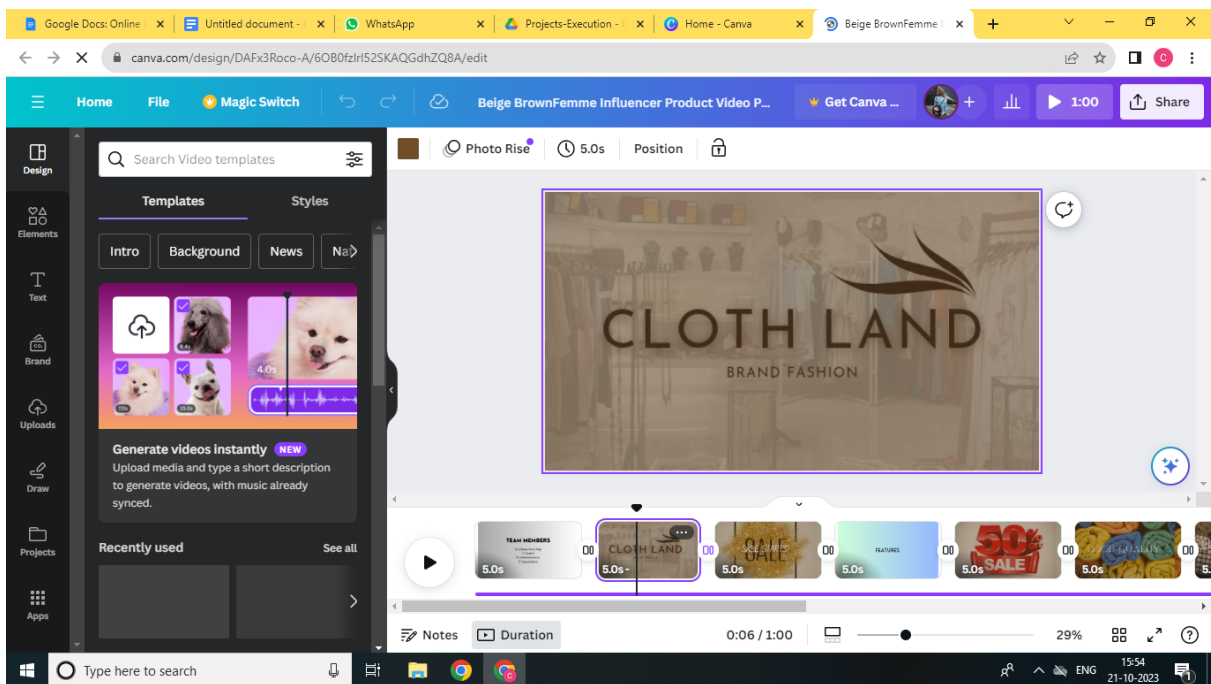 Google Docs: Online
Untitled document -
WhatsApp
Projects-Execution -
Home - Canva
Beige BrownFemme
canva.com/design/DAFx3Roco-A/6OB0fzlrl52SKAQGdhZQ8A/edit
Home
File
Magic Switch
Beige BrownFemme Influencer Product Video P...
Get Canva ...
1:00
Share
Design
Elements
Text
Brand
Uploads
Draw
Projects
Apps
Search Video templates
Templates
Styles
Intro
Background
News
4.0s
Generate videos instantly NEW
Upload media and type a short description
to generate videos, with music already
synced.
Recently used
See all
Photo Rise
5.0s
Position
CLOTH LAND
BRAND FASHION
TEAM MEMBERS
5.0s
CLOTH LAND
5.0s
SALE
5.0s
FEATURES
5.0s
50%
SALE
5.0s
GOOD QUALITY
5.0s
5.
Notes
Duration
0:06 / 1:00
29%
Type here to search
ENG
15:54
21-10-2023